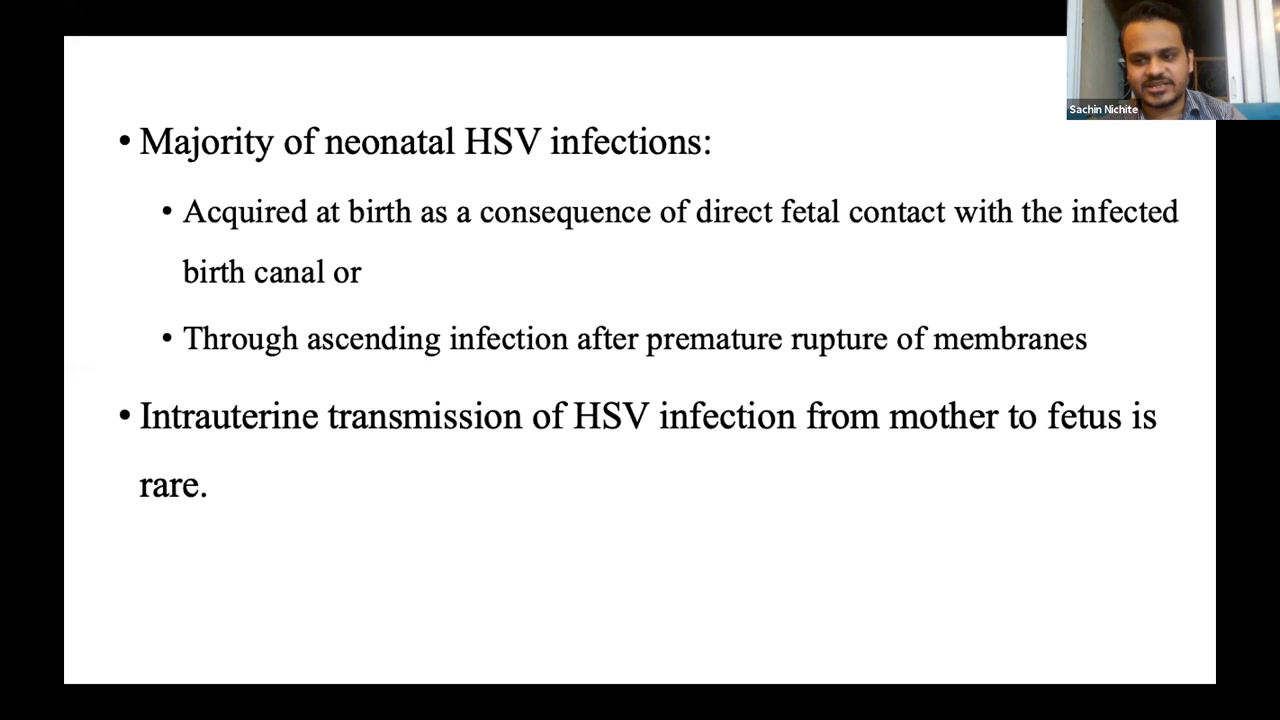 Sachin Nichite
• Majority of neonatal HSV infections:
• Acquired at birth as a consequence of direct fetal contact with the infected
birth canal or
• Through ascending infection after premature rupture of membranes
• Intrauterine transmission of HSV infection from mother to fetus is
rare.